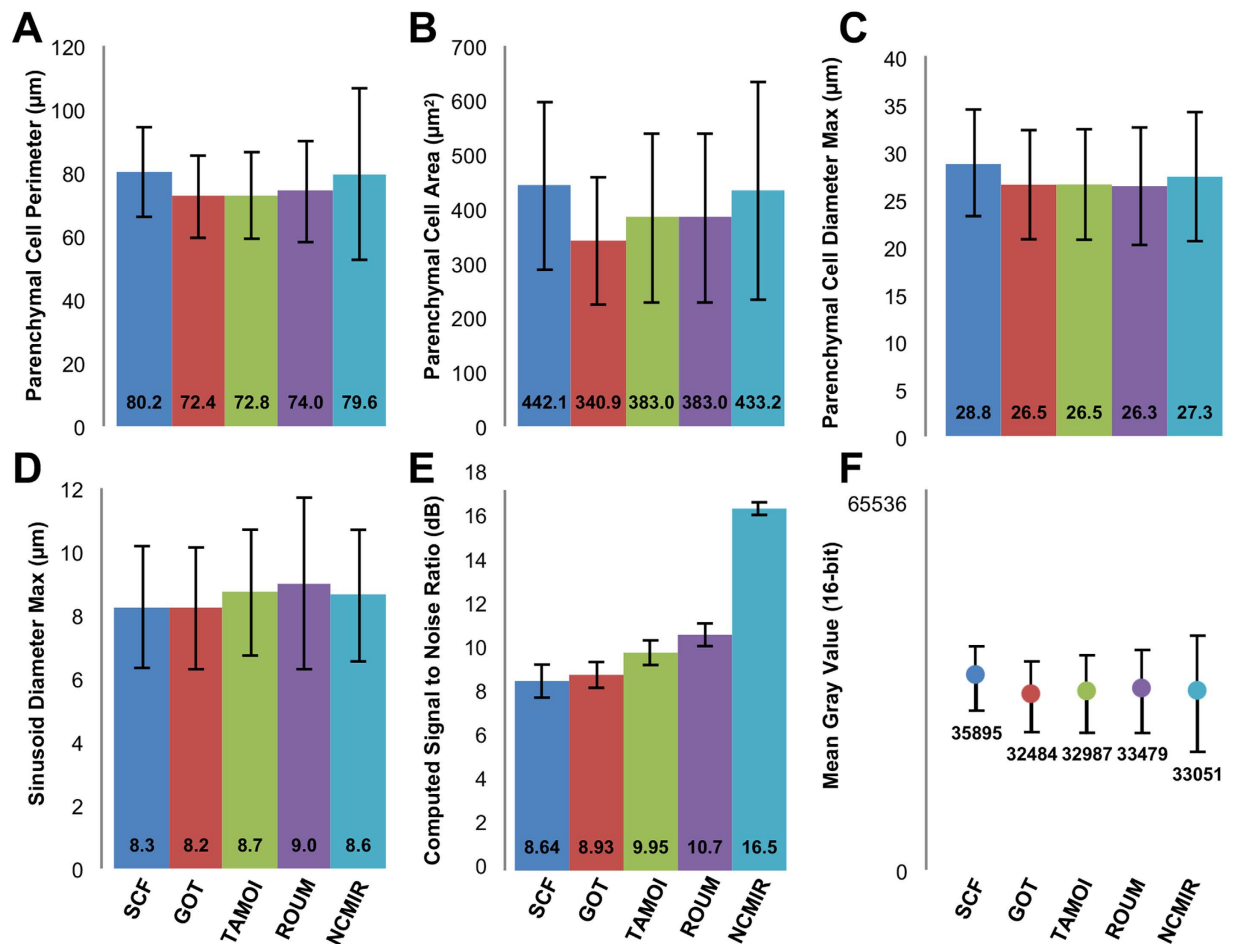 A
Parenchymal Cell Perimeter (µm)
120
100
80
60
40
20
0
80.2 72.4 72.8 74.0 79.6
B
Parenchymal Cell Area (µm²)
700
600
500
400
300
200
100
0
442.1 340.9 383.0 383.0 433.2
C
Parenchymal Cell Diameter Max (µm)
40
35
30
25
20
15
10
5
0
28.8 26.5 26.5 26.3 27.3
D
Sinusoid Diameter Max (µm)
12
10
8
6
4
2
0
8.3 8.2 8.7 9.0 8.6
SCF GOT TAMOI ROUM NCMIR
E
Computed Signal to Noise Ratio (dB)
18
16
14
12
10
8
6
4
2
0
8.64 8.93 9.95 10.7 16.5
SCF GOT TAMOI ROUM NCMIR
F
Mean Gray Value (16-bit)
65536
0
35895
32484 32987 33479
33051
SCF GOT TAMOI ROUM NCMIR